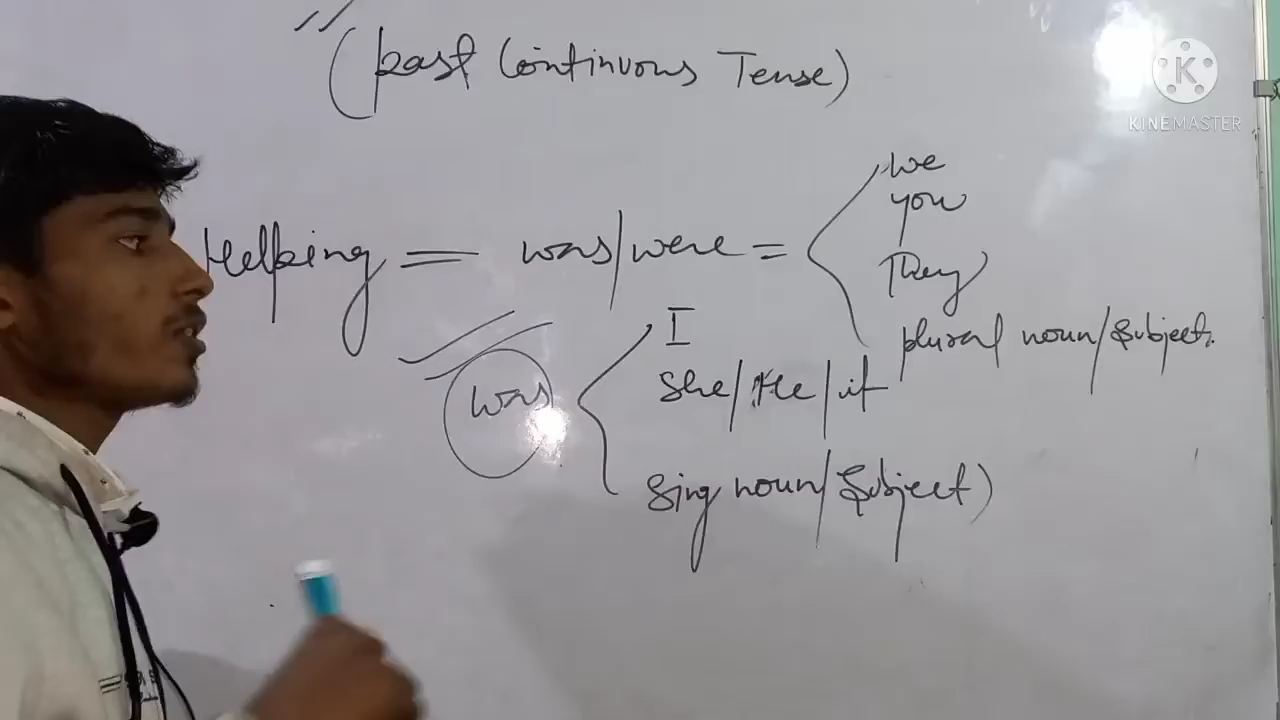 (past Continuous Tense)
KINEMASTER
we
you
They
plural noun/Subject.
Helping = was/were =
was
I
She/He/it
Sing noun/Subject)